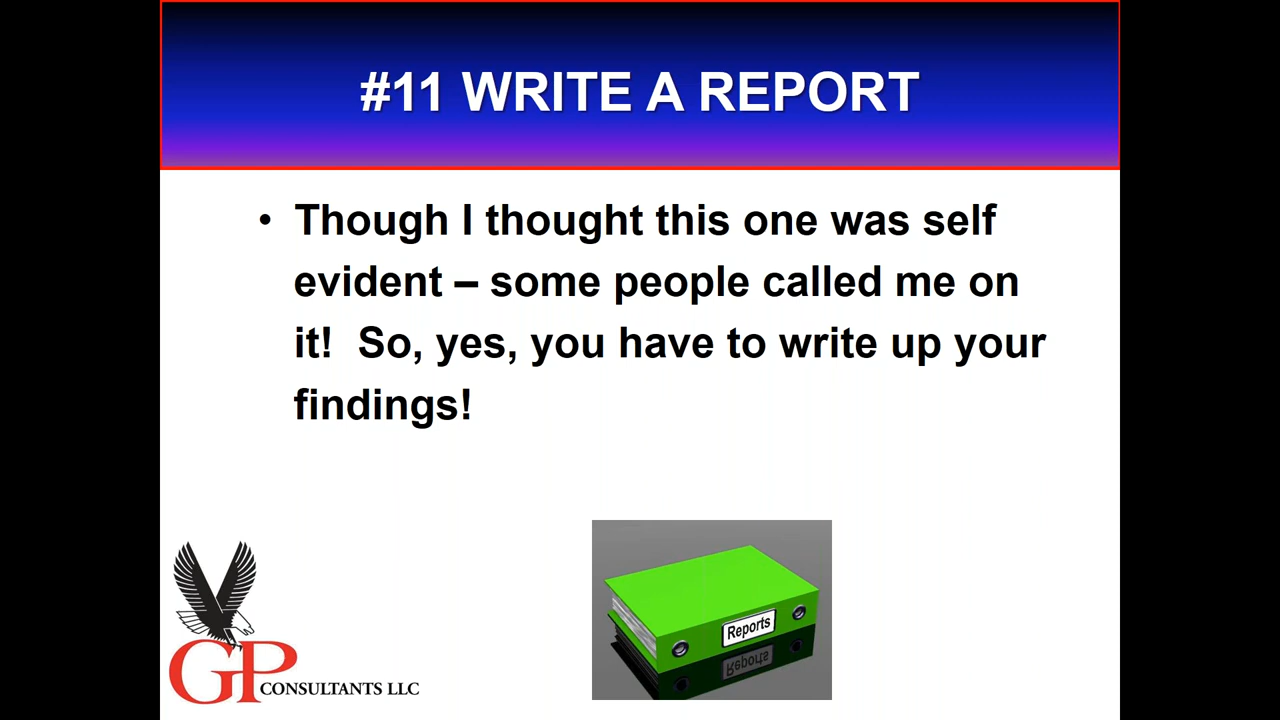 #11 WRITE A REPORT
• Though I thought this one was self
evident – some people called me on
it! So, yes, you have to write up your
findings!
Reports
Reports
GP CONSULTANTS LLC